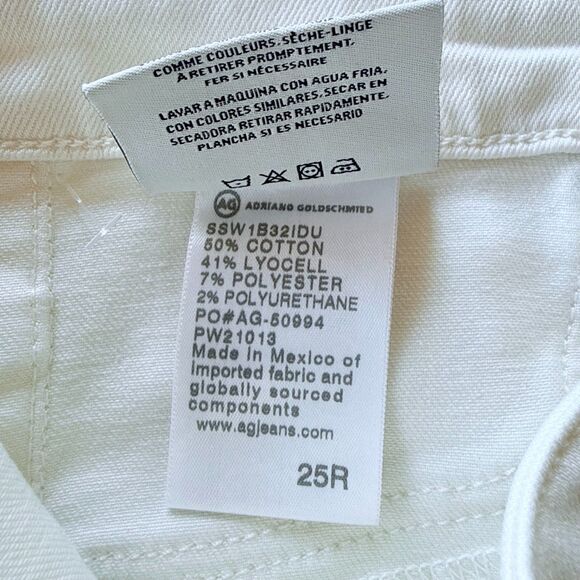 COMME COULEURS. SÈCHE-LINGE
À RETIRER PROMPTEMENT.
FER SI NÉCESSAIRE
LAVAR A MAQUINA CON AGUA FRIA,
CON COLORES SIMILARES. SECAR EN
SECADORA RETIRAR RAPIDAMENTE.
PLANCHA SI ES NECESARIO
AG ADRIANO GOLDSCHMIED
SSW1B32IDU
50% COTTON
41% LYOCELL
7% POLYESTER
2% POLYURETHANE
PO#AG-50994
PW21013
Made in Mexico of
imported fabric and
globally sourced
components
www.agjeans.com
25R